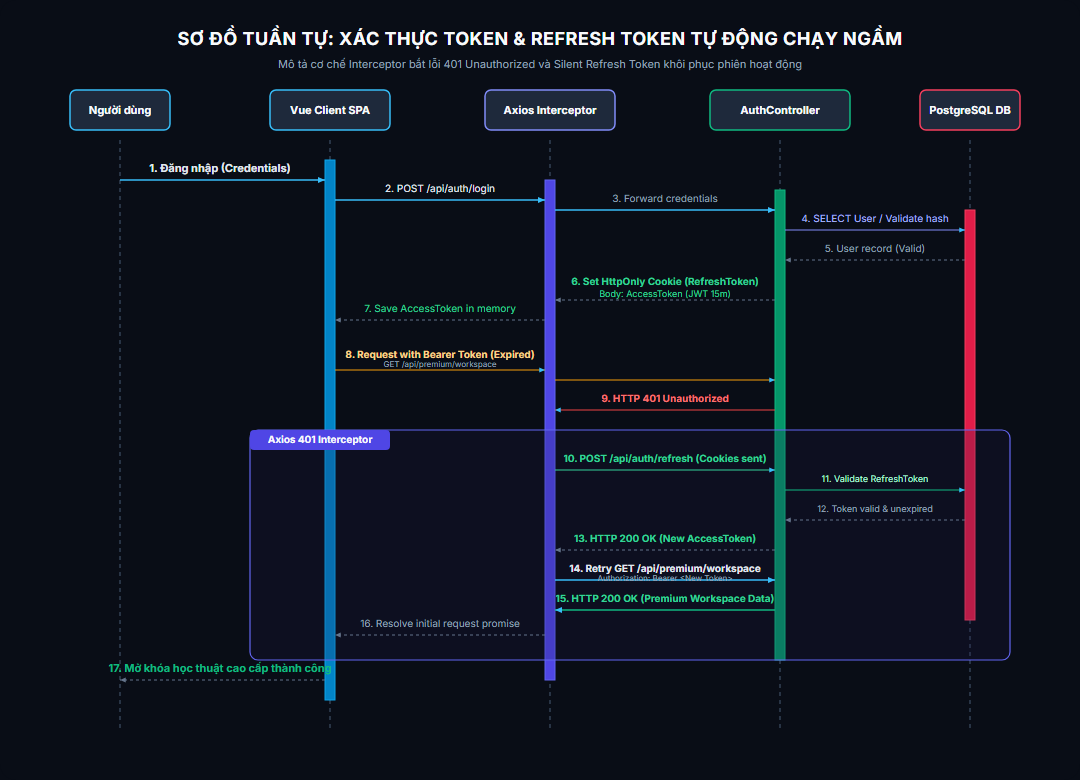 SƠ ĐỒ TUẦN TỰ: XÁC THỰC TOKEN & REFRESH TOKEN TỰ ĐỘNG CHẠY NGẦM
Mô tả cơ chế Interceptor bắt lỗi 401 Unauthorized và Silent Refresh Token khôi phục phiên hoạt động
Người dùng
Vue Client SPA
Axios Interceptor
AuthController
PostgreSQL DB
1. Đăng nhập (Credentials)
2. POST /api/auth/login
3. Forward credentials
4. SELECT User / Validate hash
5. User record (Valid)
6. Set HttpOnly Cookie (RefreshToken)
Body: AccessToken (JWT 15m)
7. Save AccessToken in memory
8. Request with Bearer Token (Expired)
GET /api/premium/workspace
9. HTTP 401 Unauthorized
Axios 401 Interceptor
10. POST /api/auth/refresh (Cookies sent)
11. Validate RefreshToken
12. Token valid & unexpired
13. HTTP 200 OK (New AccessToken)
14. Retry GET /api/premium/workspace
Authorization: Bearer <New Token>
15. HTTP 200 OK (Premium Workspace Data)
16. Resolve initial request promise
17. Mở khóa học thuật cao cấp thành công